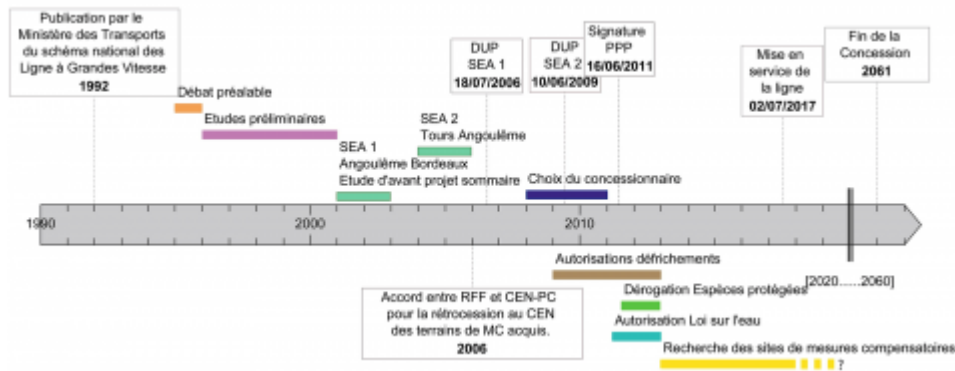 Publication par le
Ministère des Transports
du schéma national des
Ligne à Grandes Vitesse
1992
Débat préalable
Etudes préliminaires
SEA 1
Angoulême Bordeaux
Etude d'avant projet sommaire
SEA 2
Tours Angoulême
DUP
SEA 1
18/07/2006
DUP
SEA 2
10/06/2009
Signature
PPP
16/06/2011
Choix du concessionnaire
Mise en
service de
la ligne
02/07/2017
Fin de la
Concession
2061
1990
2000
2010
[2020......2060]
Accord entre RFF et CEN-PC
pour la rétrocession au CEN
des terrains de MC acquis.
2006
Autorisations défrichements
Dérogation Espèces protégées
Autorisation Loi sur l'eau
Recherche des sites de mesures compensatoires
?